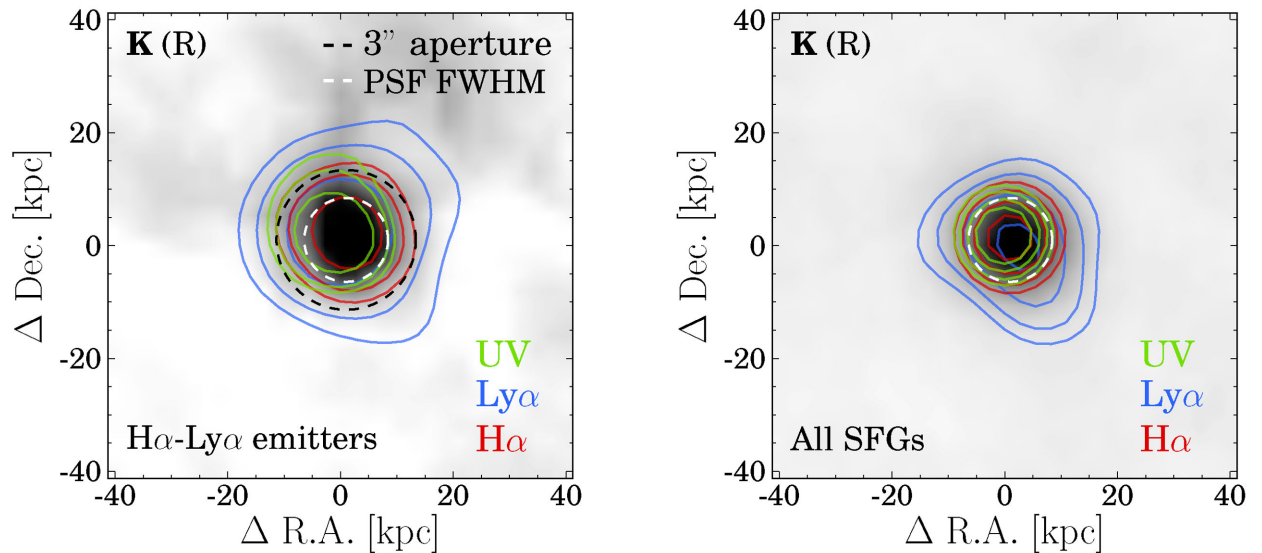 K (R)
3” aperture
PSF FWHM
UV
Lyα
Hα
Hα-Lyα emitters
40
20
0
-20
-40
-40
-20
0
20
40
Δ Dec. [kpc]
Δ R.A. [kpc]
K (R)
UV
Lyα
Hα
All SFGs
40
20
0
-20
-40
-40
-20
0
20
40
Δ Dec. [kpc]
Δ R.A. [kpc]